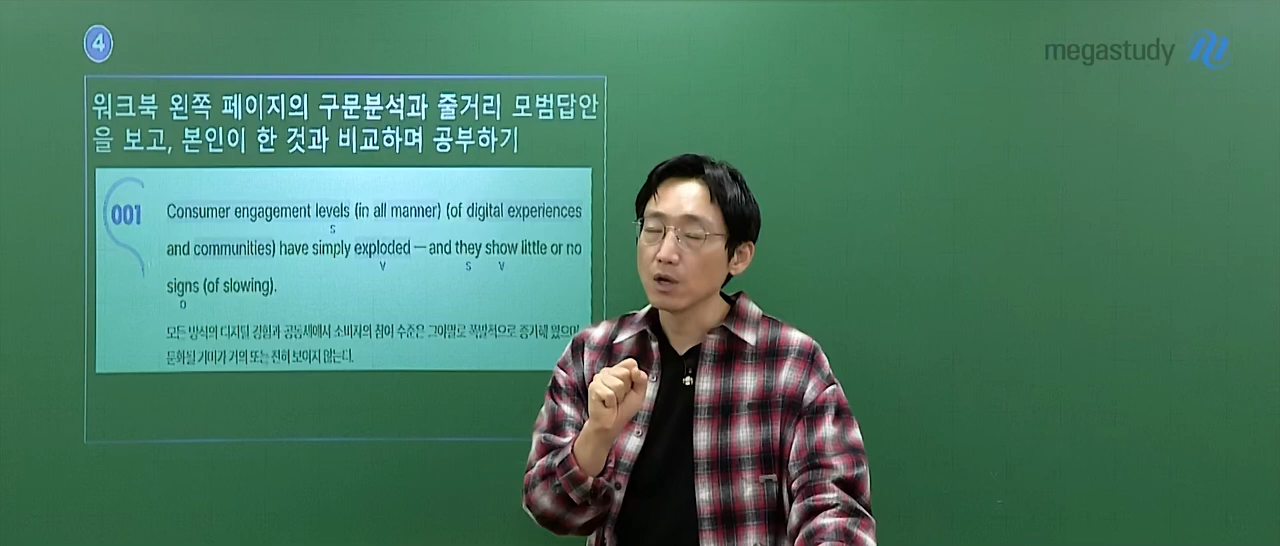 4
megastudy M
워크북 왼쪽 페이지의 구문분석과 줄거리 모범답안
을 보고, 본인이 한 것과 비교하며 공부하기
001
Consumer engagement levels (in all manner) (of digital experiences
S
and communities) have simply exploded — and they show little or no
V S V
signs (of slowing).
O
모든 방식의 디지털 경험과 공동체에서 소비자의 참여 수준은 그야말로 폭발적으로 증가해 왔으며
둔화될 기미가 거의 또는 전혀 보이지 않는다.